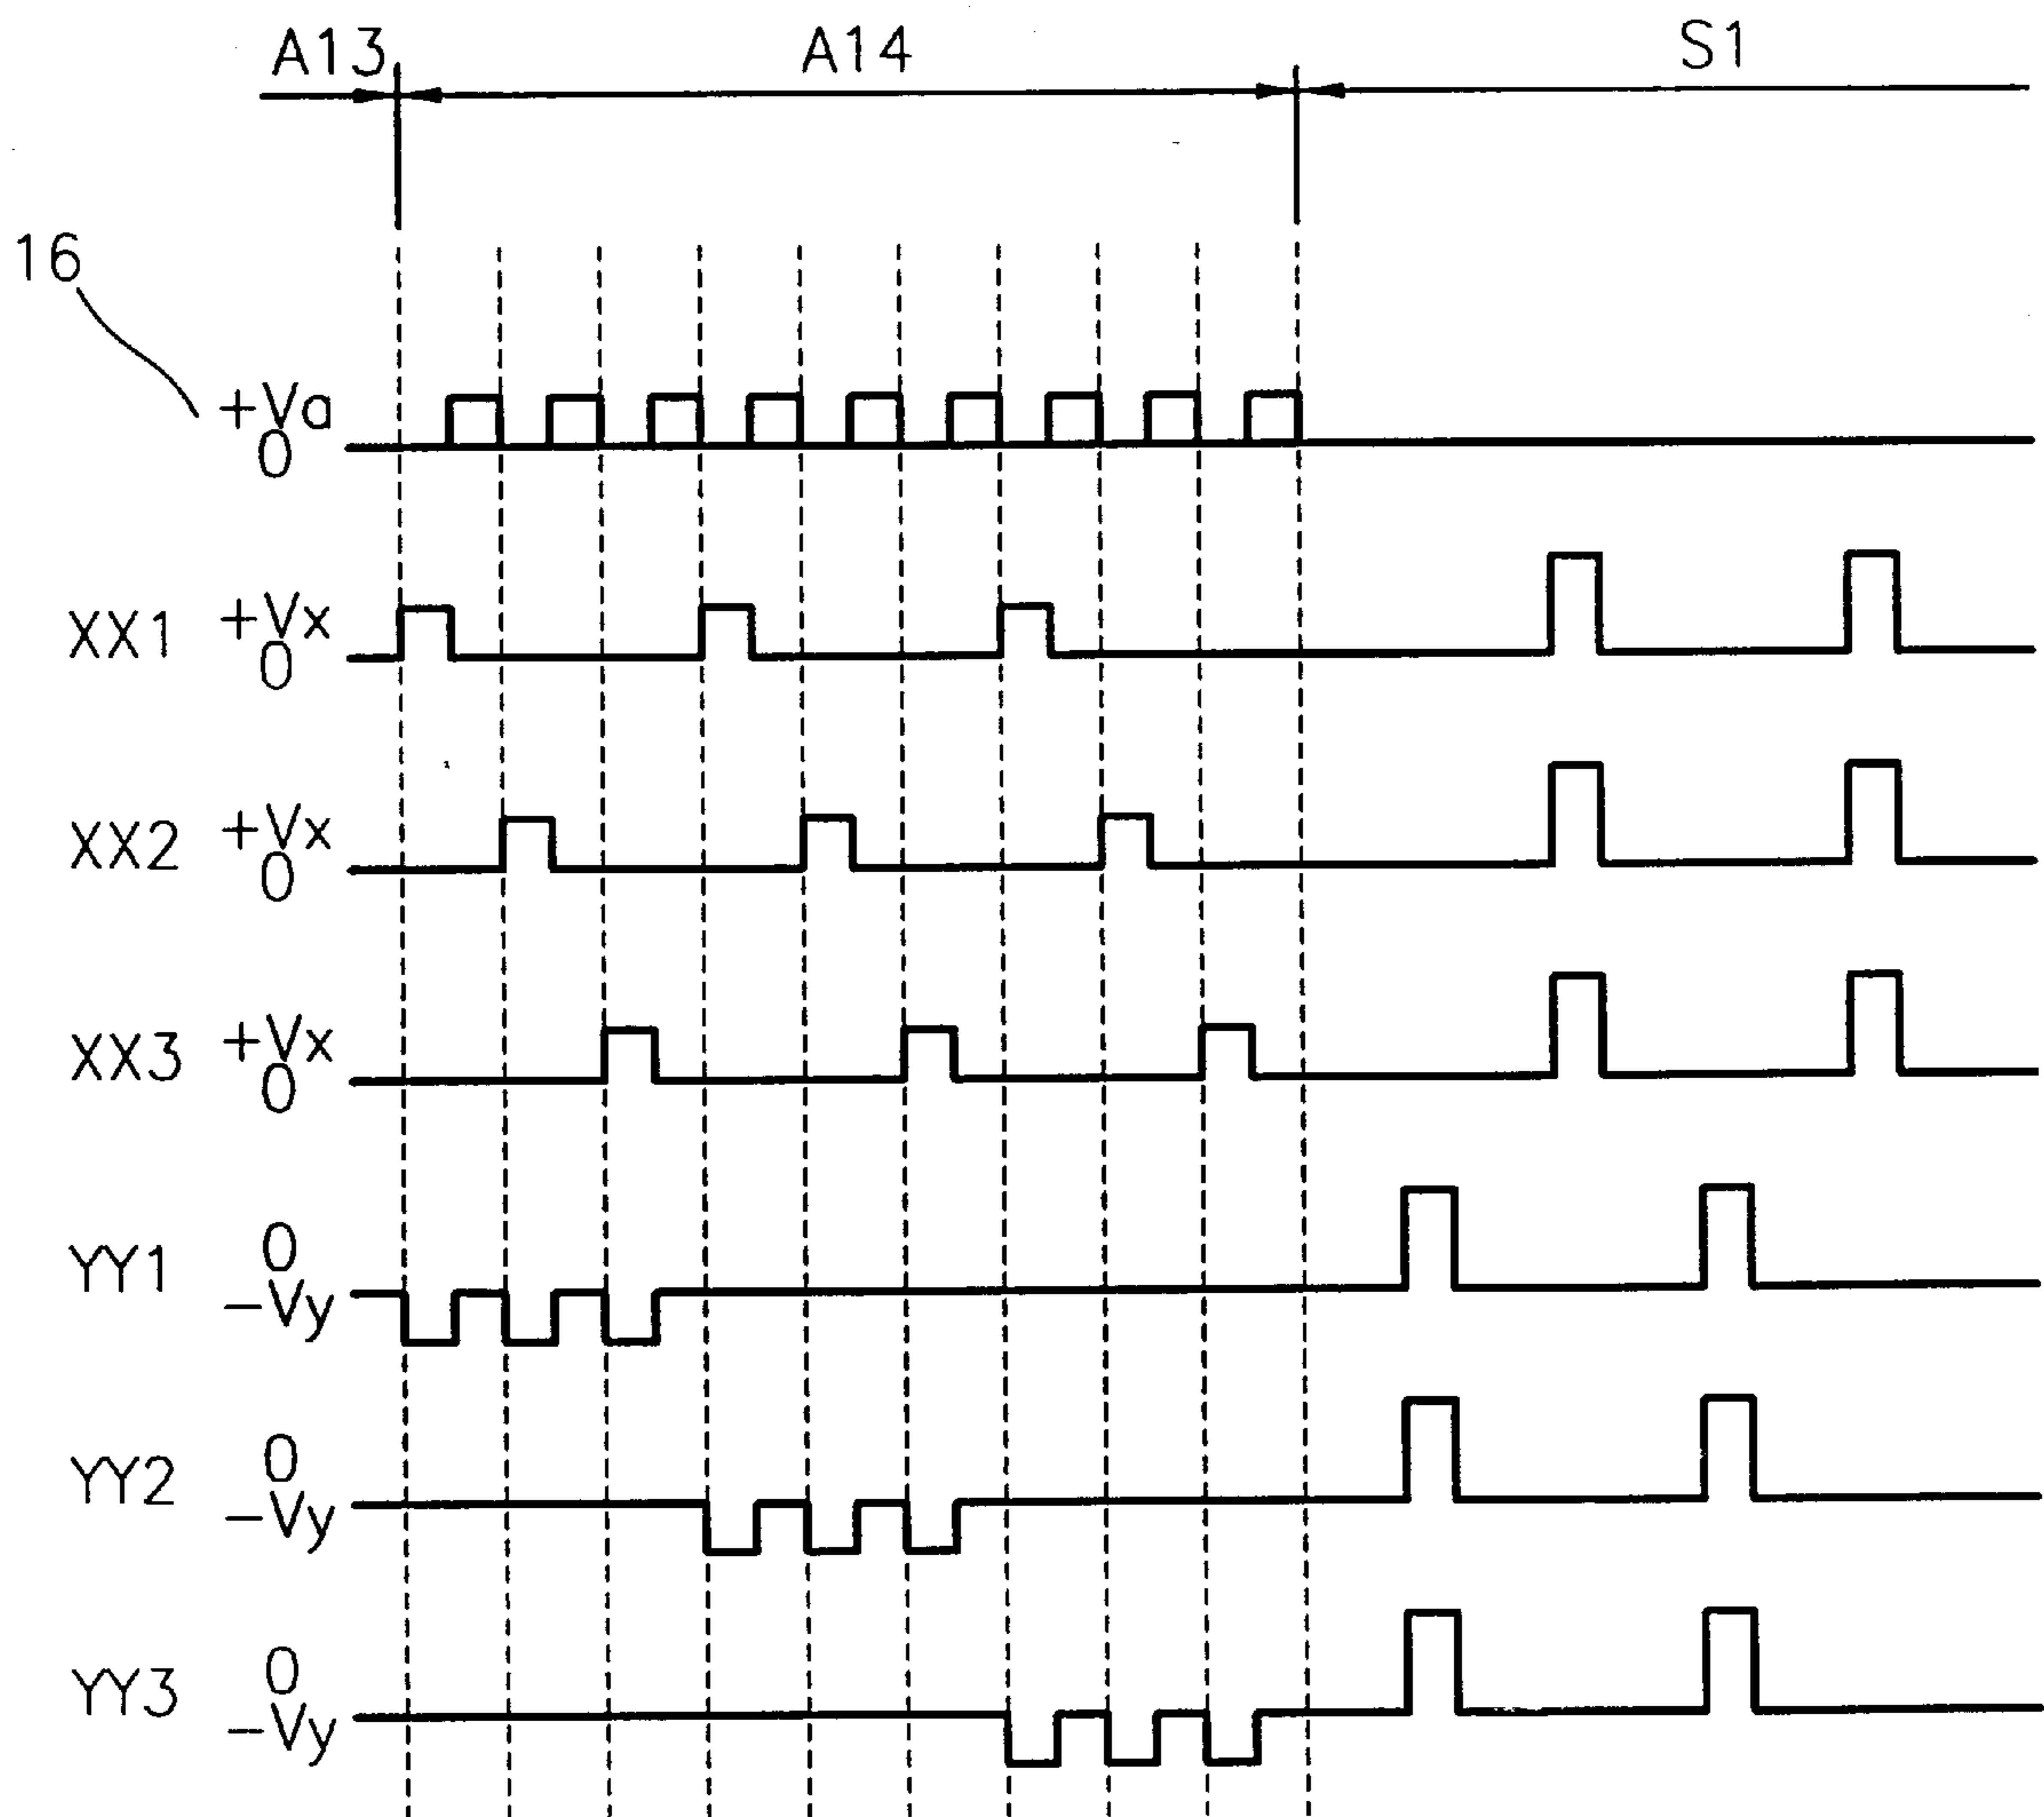 A13 A14 S1
16
+Va
0
XX1 +Vx
0
XX2 +Vx
0
XX3 +Vx
0
YY1 0
-Vy
YY2 0
-Vy
YY3 0
-Vy